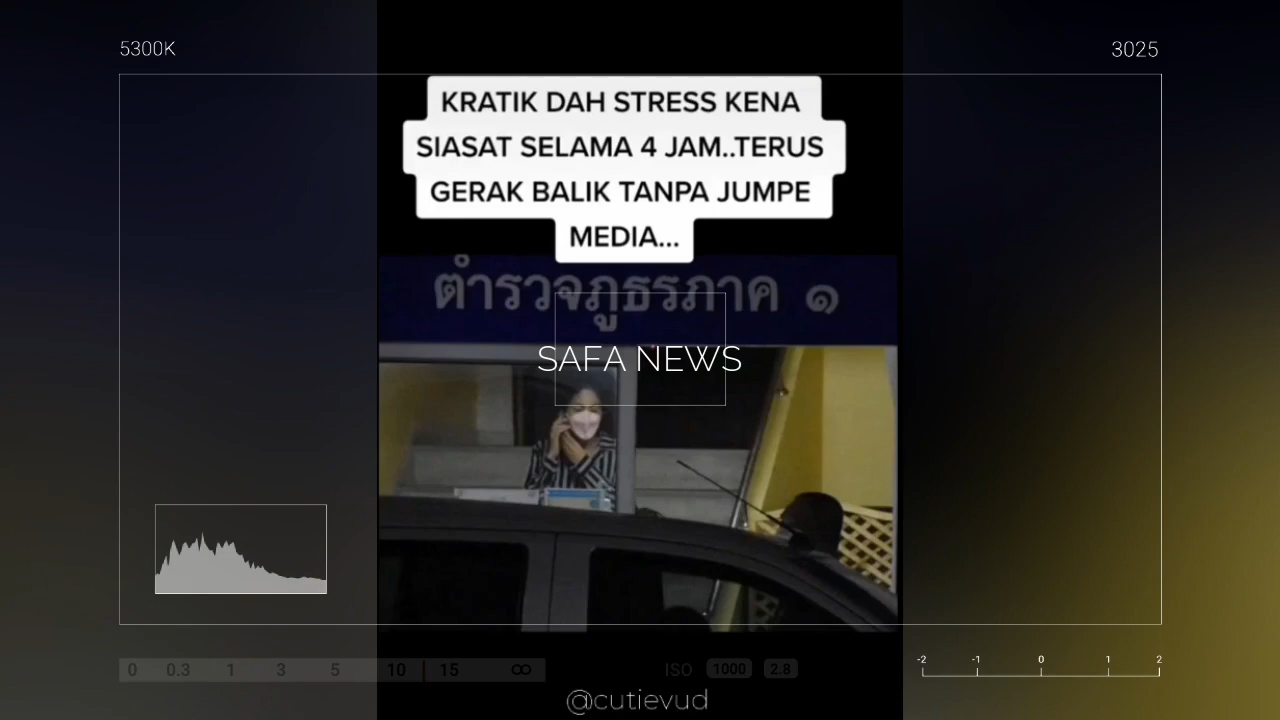 5300K
3025
KRATIK DAH STRESS KENA
SIASAT SELAMA 4 JAM..TERUS
GERAK BALIK TANPA JUMPE
MEDIA...
ตำรวจภูธรภาค ๑
SAFA NEWS
0 0.3 1 3 5 10 15 ∞
ISO 1000 2.8
-2 -1 0 1 2
@cutievud